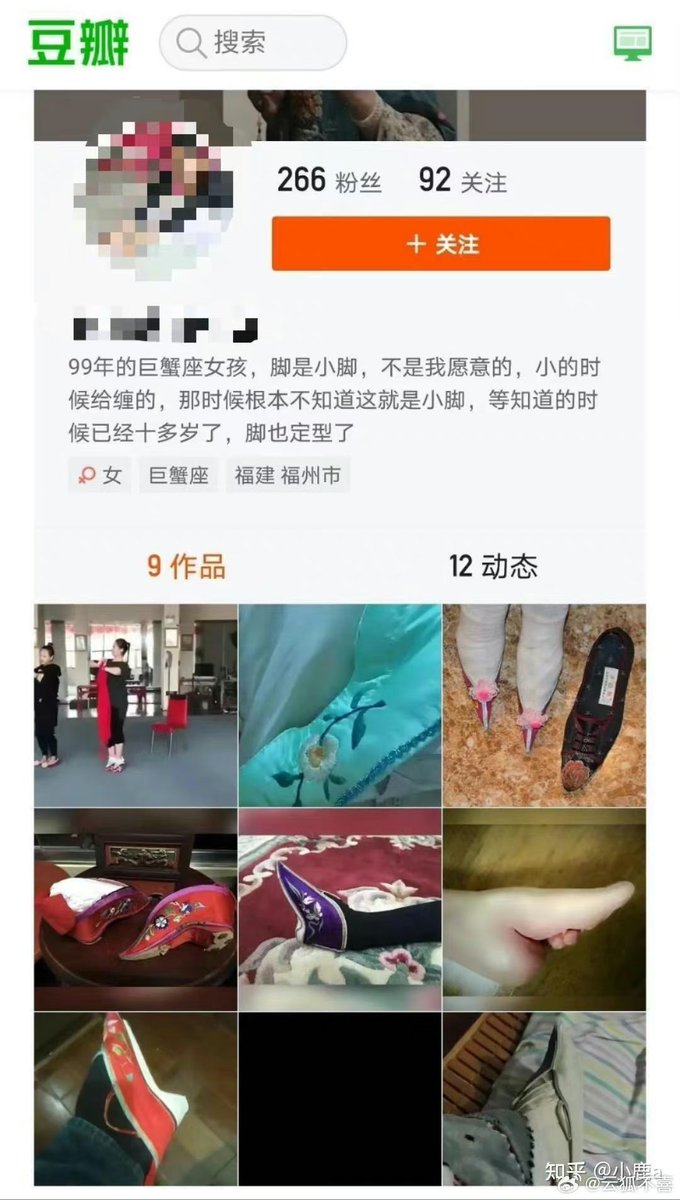 豆瓣
搜索
266 粉丝 92 关注
+ 关注
99年的巨蟹座女孩，脚是小脚，不是我愿意的，小的时
候给缠的，那时候根本不知道这就是小脚，等知道的时
候已经十多岁了，脚也定型了
女 巨蟹座 福建 福州市
9 作品 12 动态
知乎 @小鹿a
@云狐不喜